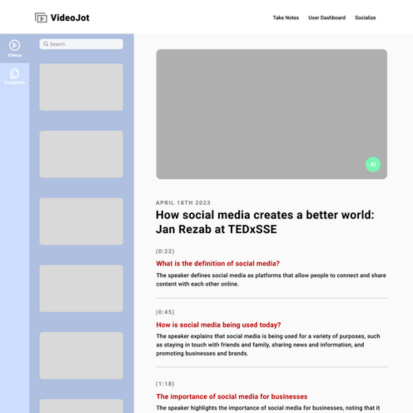 VideoJot
Take Notes
User Dashboard
Socialize
Search
Videos
Templates
AI
APRIL 18TH 2023
How social media creates a better world:
Jan Rezab at TEDxSSE
(0:22)
What is the definition of social media?
The speaker defines social media as platforms that allow people to connect and share
content with each other online.
(0:45)
How is social media being used today?
The speaker explains that social media is being used for a variety of purposes, such
as staying in touch with friends and family, sharing news and information, and
promoting businesses and brands.
(1:18)
The importance of social media for businesses
The speaker highlights the importance of social media for businesses, noting that it